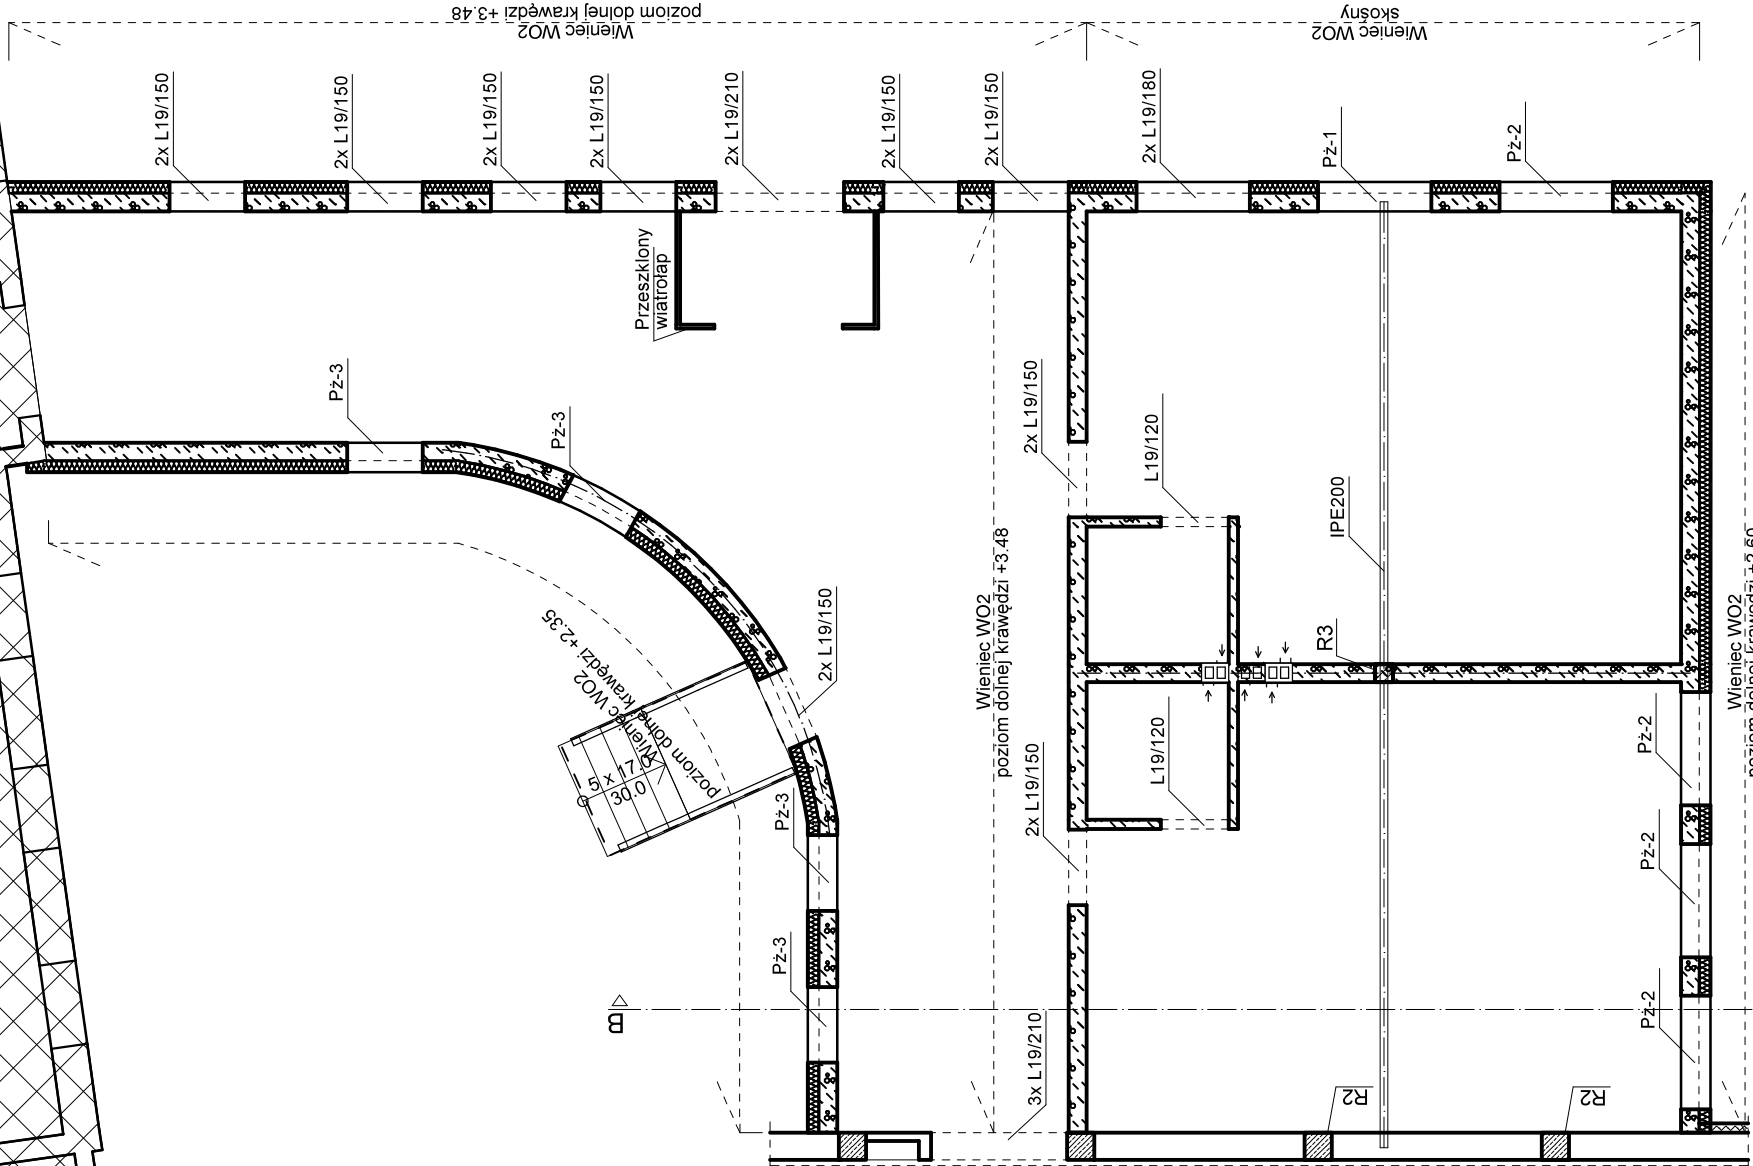 Wieniec WO2
poziom dolnej krawędzi +3.48
Wieniec WO2
skośny
2x L19/150
2x L19/150
2x L19/150
2x L19/150
2x L19/210
2x L19/150
2x L19/150
2x L19/180
Pż-1
Pż-2
Przeszklony
wiatrołap
Pż-3
Pż-3
2x L19/150
L19/120
IPE200
Wieniec WO2
poziom dolnej krawędzi +3.48
Wieniec WO2
poziom dolnej krawędzi +2.35
2x L19/150
R3
Wieniec WO2
poziom dolnej krawędzi +2.60
5 x 17.0
30.0
Pż-3
2x L19/150
L19/120
Pż-2
Pż-2
Pż-3
B
3x L19/210
Pż-2
R2
R2